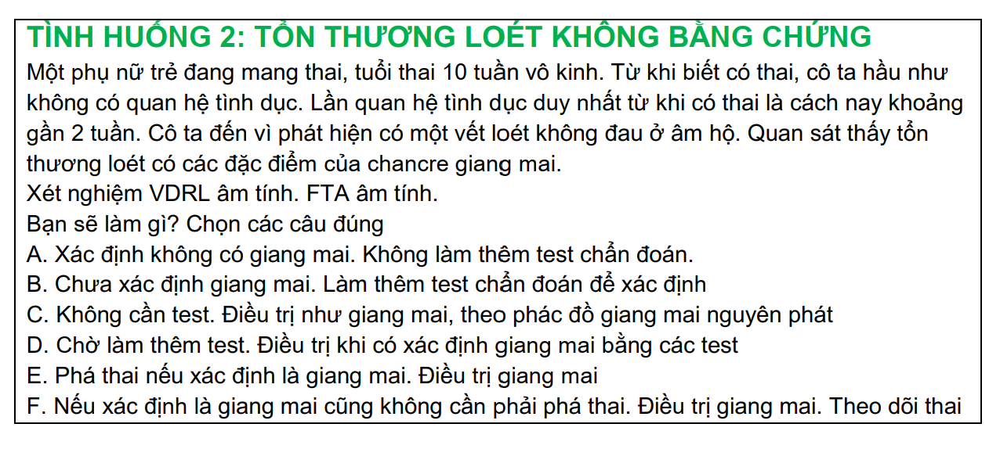 TÌNH HUỐNG 2: TỔN THƯƠNG LOÉT KHÔNG BẰNG CHỨNG
Một phụ nữ trẻ đang mang thai, tuổi thai 10 tuần vô kinh. Từ khi biết có thai, cô ta hầu như
không có quan hệ tình dục. Lần quan hệ tình dục duy nhất từ khi có thai là cách nay khoảng
gần 2 tuần. Cô ta đến vì phát hiện có một vết loét không đau ở âm hộ. Quan sát thấy tổn
thương loét có các đặc điểm của chancre giang mai.
Xét nghiệm VDRL âm tính. FTA âm tính.
Bạn sẽ làm gì? Chọn các câu đúng
A. Xác định không có giang mai. Không làm thêm test chẩn đoán.
B. Chưa xác định giang mai. Làm thêm test chẩn đoán để xác định
C. Không cần test. Điều trị như giang mai, theo phác đồ giang mai nguyên phát
D. Chờ làm thêm test. Điều trị khi có xác định giang mai bằng các test
E. Phá thai nếu xác định là giang mai. Điều trị giang mai
F. Nếu xác định là giang mai cũng không cần phải phá thai. Điều trị giang mai. Theo dõi thai